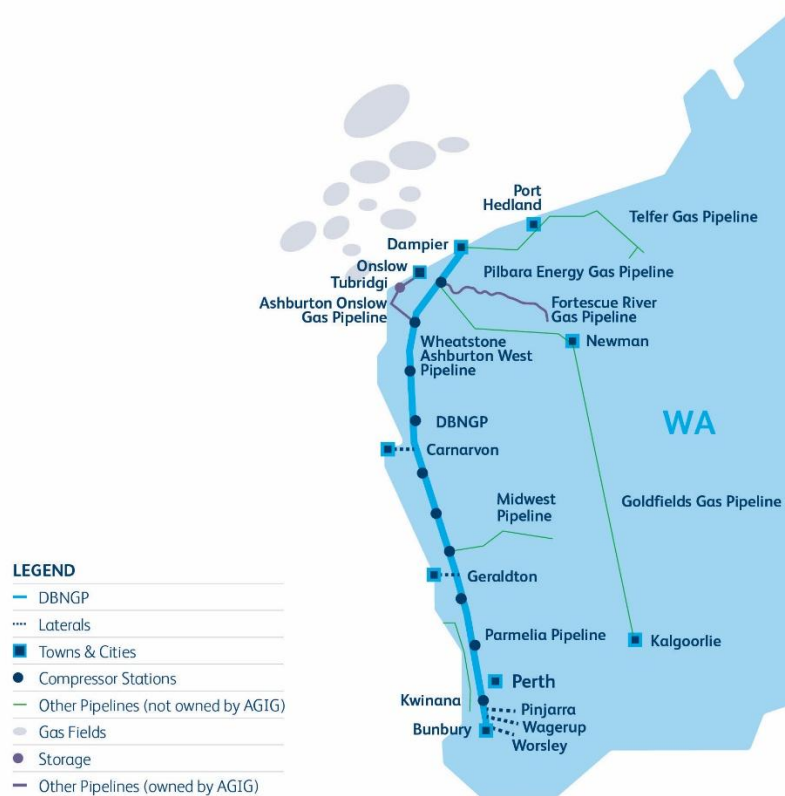 Port
Hedland
Telfer Gas Pipeline
Dampier
Onslow
Tubridgi
Pilbara Energy Gas Pipeline
Ashburton Onslow
Gas Pipeline
Fortescue River
Gas Pipeline
Wheatstone
Ashburton West
Pipeline
Newman
DBNGP
WA
Carnarvon
Midwest
Pipeline
Goldfields Gas Pipeline
Geraldton
Parmelia Pipeline
Kalgoorlie
Perth
Kwinana
Pinjarra
Wagerup
Bunbury
Worsley
LEGEND
DBNGP
Laterals
Towns & Cities
Compressor Stations
Other Pipelines (not owned by AGIG)
Gas Fields
Storage
Other Pipelines (owned by AGIG)